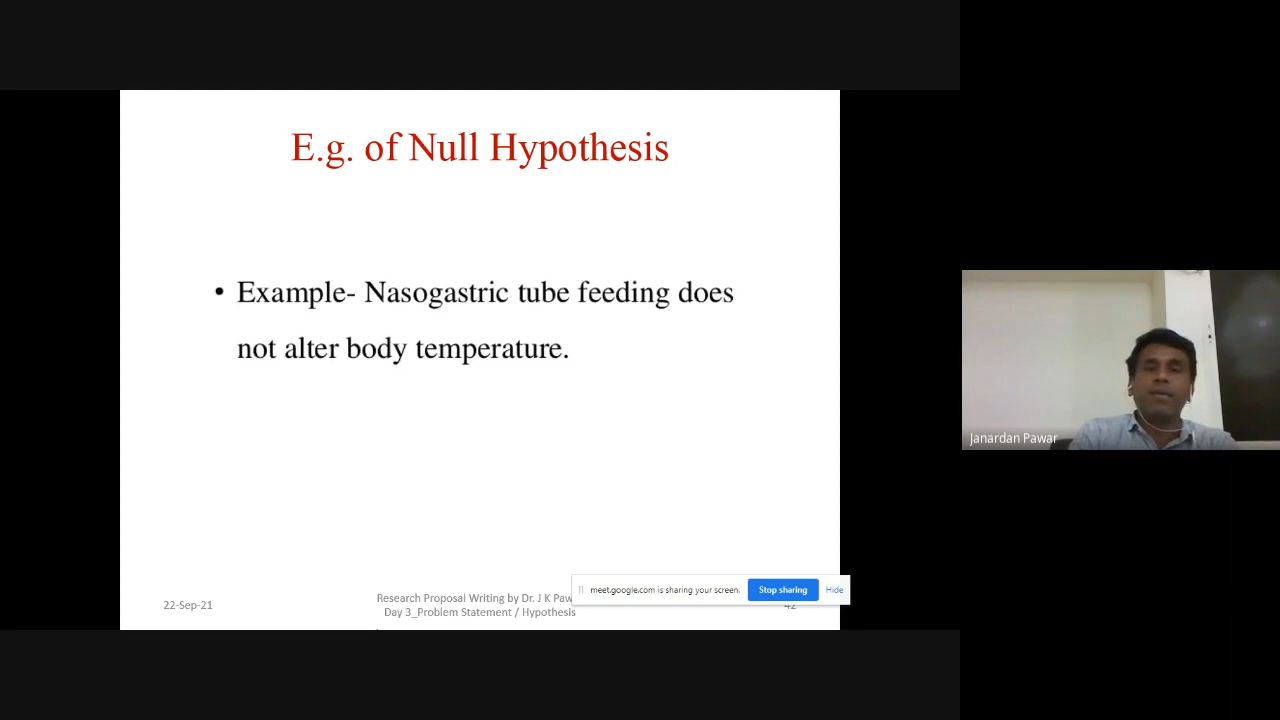 E.g. of Null Hypothesis
• Example- Nasogastric tube feeding does
not alter body temperature.
Janardan Pawar
meet.google.com is sharing your screen.
Stop sharing
Hide
22-Sep-21
Research Proposal Writing by Dr. J K Paw
Day 3_Problem Statement / Hypothesis
42